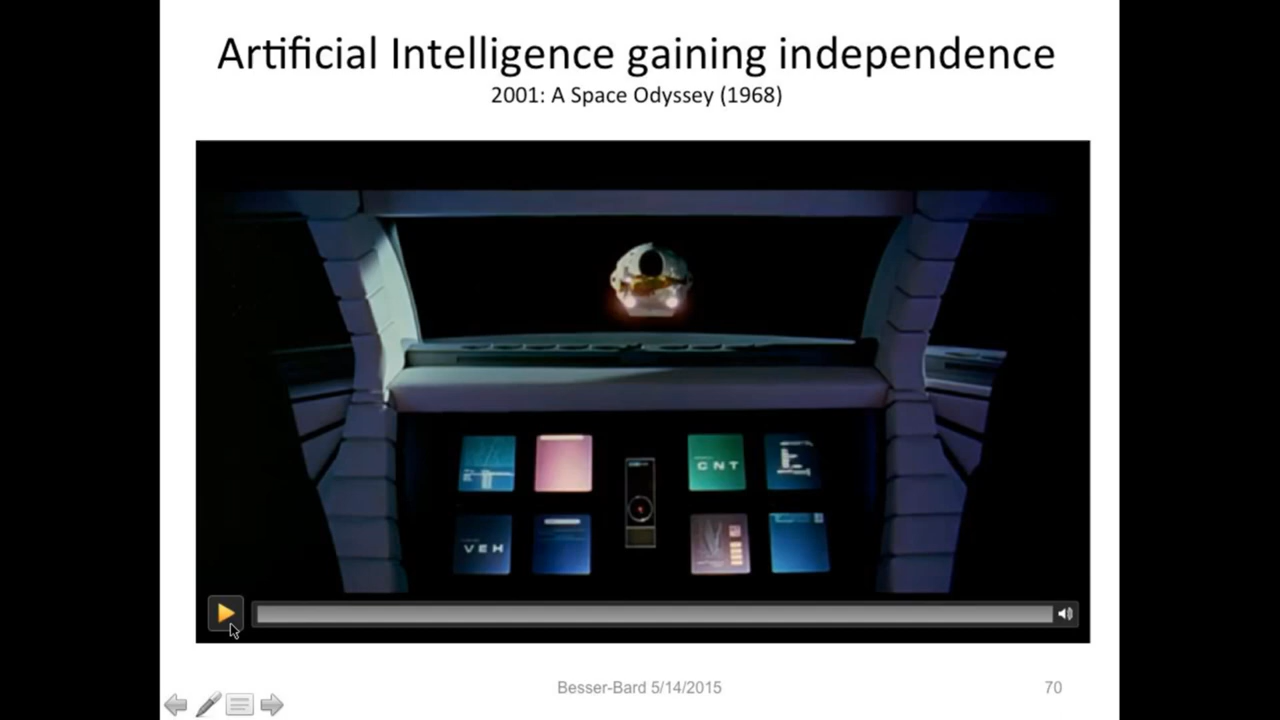 Artificial Intelligence gaining independence
2001: A Space Odyssey (1968)
CNT
E
VEH
Besser-Bard 5/14/2015
70